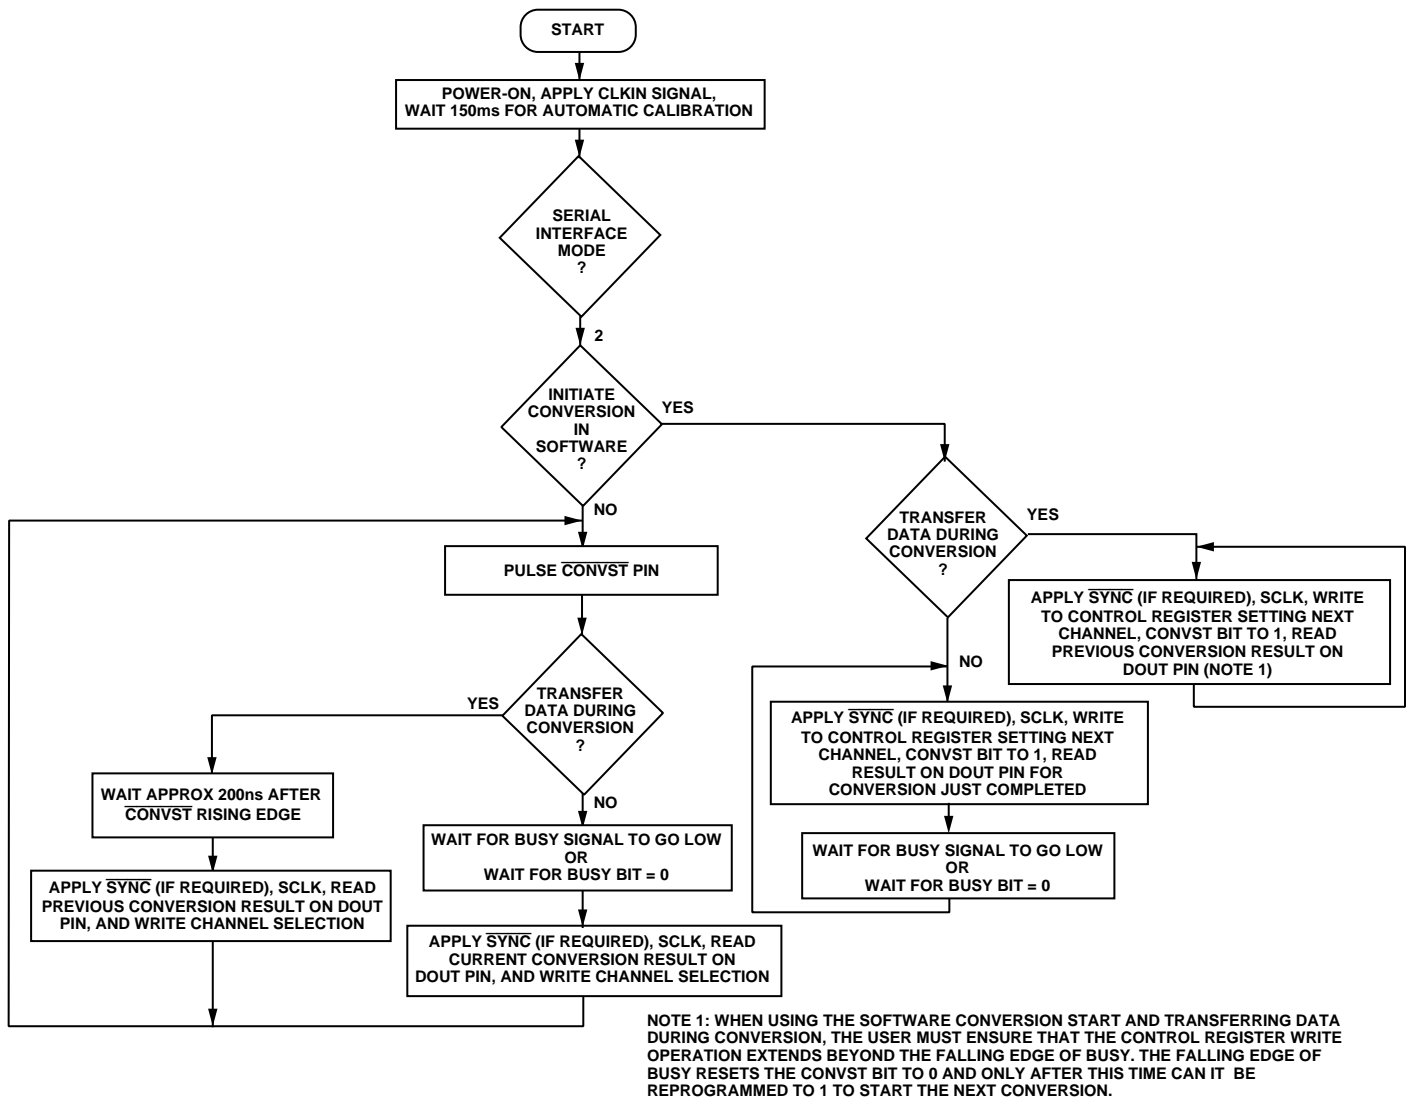 START
POWER-ON, APPLY CLKIN SIGNAL,
WAIT 150ms FOR AUTOMATIC CALIBRATION
SERIAL
INTERFACE
MODE
?
2
INITIATE
CONVERSION
IN
SOFTWARE
?
YES
NO
PULSE CONVST PIN
TRANSFER
DATA DURING
CONVERSION
?
YES
WAIT APPROX 200ns AFTER
CONVST RISING EDGE
APPLY SYNC (IF REQUIRED), SCLK, READ
PREVIOUS CONVERSION RESULT ON DOUT
PIN, AND WRITE CHANNEL SELECTION
NO
WAIT FOR BUSY SIGNAL TO GO LOW
OR
WAIT FOR BUSY BIT = 0
APPLY SYNC (IF REQUIRED), SCLK, READ
CURRENT CONVERSION RESULT ON
DOUT PIN, AND WRITE CHANNEL SELECTION
TRANSFER
DATA DURING
CONVERSION
?
YES
APPLY SYNC (IF REQUIRED), SCLK, WRITE
TO CONTROL REGISTER SETTING NEXT
CHANNEL, CONVST BIT TO 1, READ
PREVIOUS CONVERSION RESULT ON
DOUT PIN (NOTE 1)
NO
APPLY SYNC (IF REQUIRED), SCLK, WRITE
TO CONTROL REGISTER SETTING NEXT
CHANNEL, CONVST BIT TO 1, READ
RESULT ON DOUT PIN FOR
CONVERSION JUST COMPLETED
WAIT FOR BUSY SIGNAL TO GO LOW
OR
WAIT FOR BUSY BIT = 0
NOTE 1: WHEN USING THE SOFTWARE CONVERSION START AND TRANSFERRING DATA
DURING CONVERSION, THE USER MUST ENSURE THAT THE CONTROL REGISTER WRITE
OPERATION EXTENDS BEYOND THE FALLING EDGE OF BUSY. THE FALLING EDGE OF
BUSY RESETS THE CONVST BIT TO 0 AND ONLY AFTER THIS TIME CAN IT BE
REPROGRAMMED TO 1 TO START THE NEXT CONVERSION.